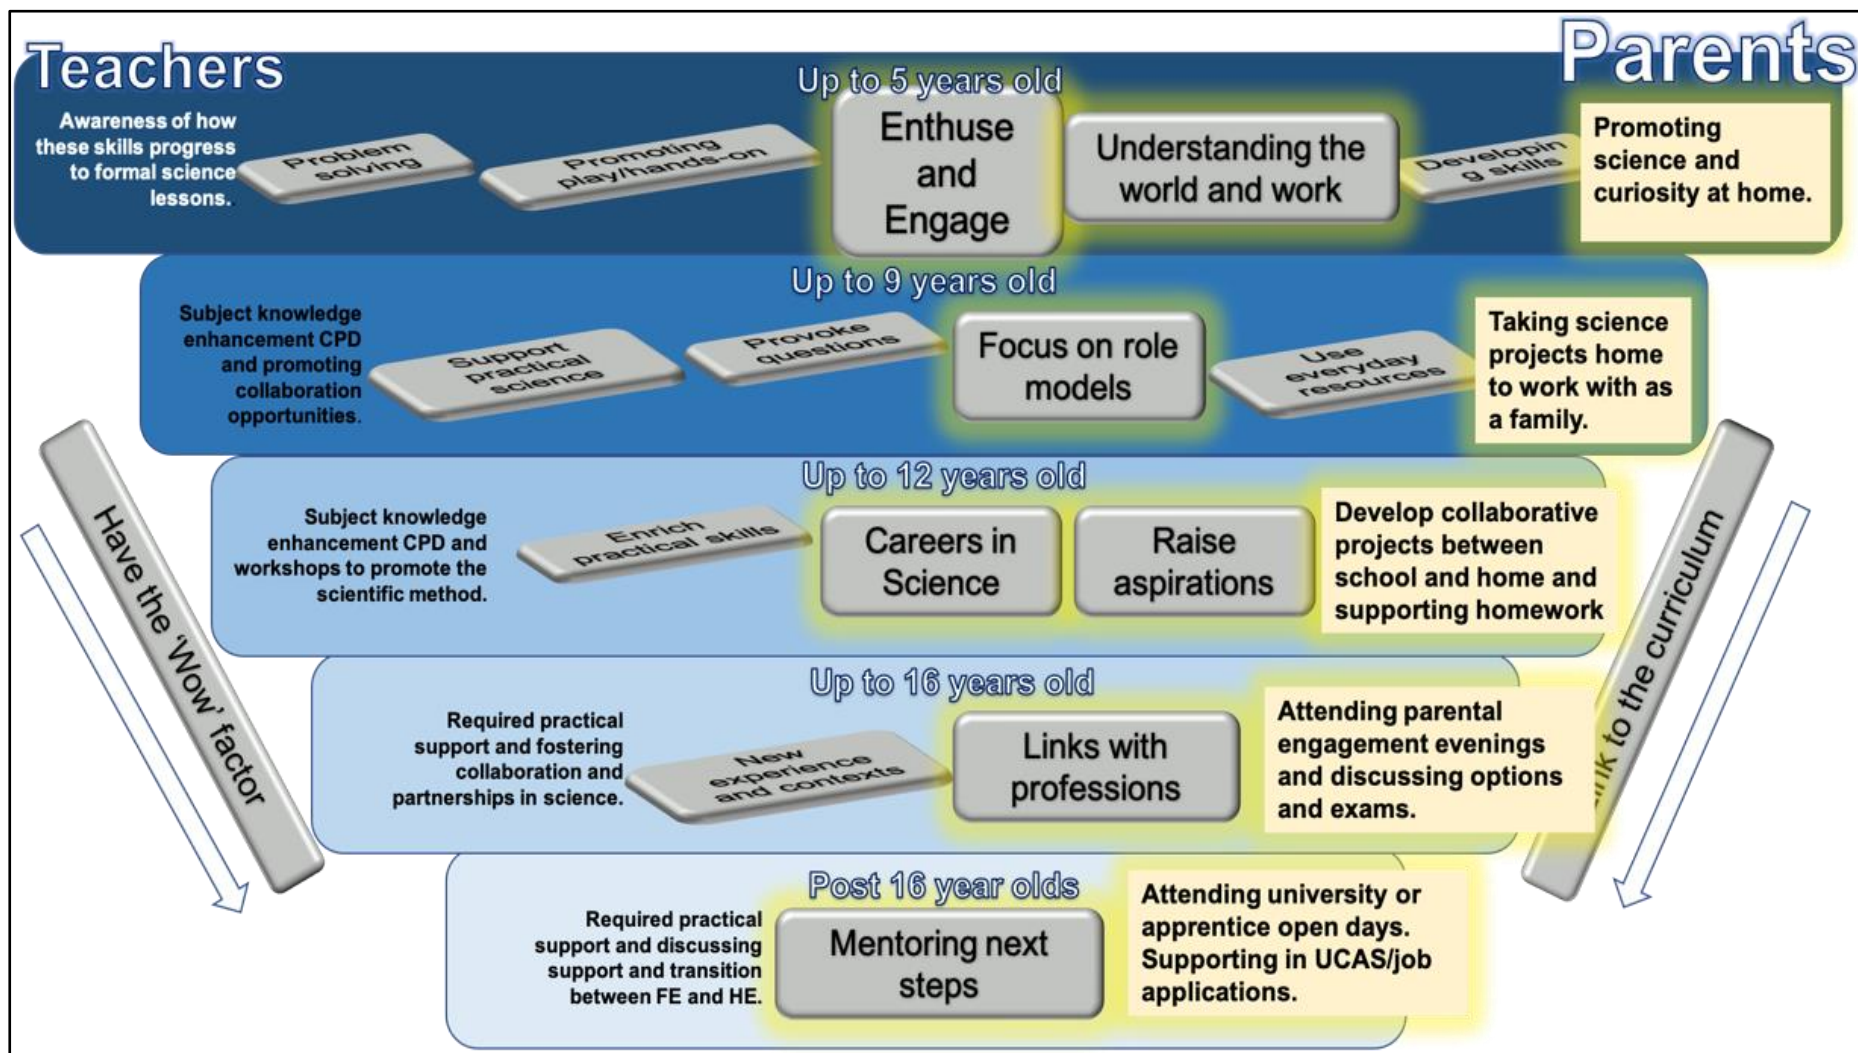 Teachers
Parents
Up to 5 years old
Awareness of how
these skills progress
to formal science
lessons.
Problem
solving
Promoting
play/hands-on
Enthuse
and
Engage
Understanding the
world and work
Developin
g skills
Promoting
science and
curiosity at home.
Up to 9 years old
Subject knowledge
enhancement CPD
and promoting
collaboration
opportunities.
Support
practical
science
Provoke
questions
Focus on role
models
Use
everyday
resources
Taking science
projects home
to work with as
a family.
Have the ‘Wow’ factor
Link to the curriculum
Up to 12 years old
Subject knowledge
enhancement CPD and
workshops to promote the
scientific method.
Enrich
practical skills
Careers in
Science
Raise
aspirations
Develop collaborative
projects between
school and home and
supporting homework
Up to 16 years old
Required practical
support and fostering
collaboration and
partnerships in science.
New
experience
and contexts
Links with
professions
Attending parental
engagement evenings
and discussing options
and exams.
Post 16 year olds
Required practical
support and discussing
support and transition
between FE and HE.
Mentoring next
steps
Attending university or
apprentice open days.
Supporting in UCAS/job
applications.